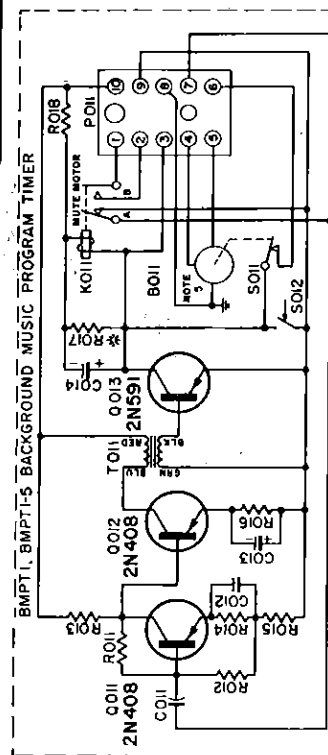 BMPT1, BMPT1-5 BACKGROUND MUSIC PROGRAM TIMER
R018
P011
10
9
8
7
6
1
2
3
4
5
MUTE
MOTOR
B
A
K011
B011
NOTE
5
S011
S012
C014
R017
Q013
2N591
T011
BLU
RED
GRN
BLK
Q012
2N408
C013
R016
R013
R011
Q011
2N408
C011
C012
R014
R012
R015